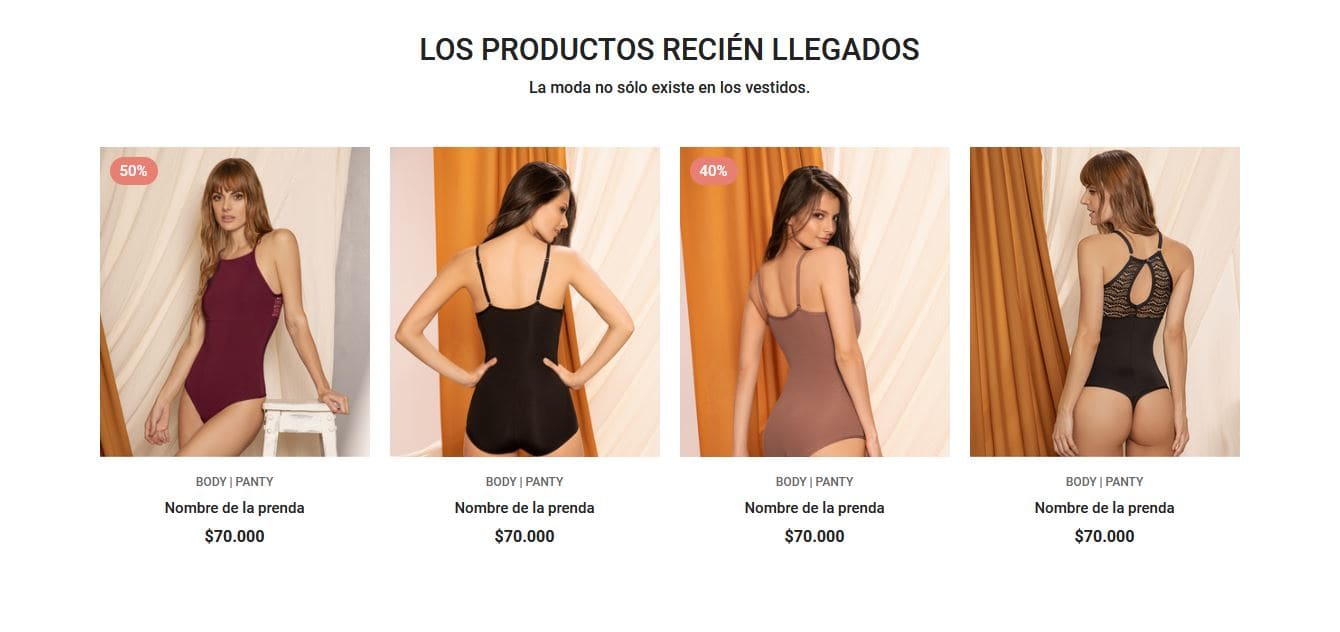 LOS PRODUCTOS RECIÉN LLEGADOS
La moda no sólo existe en los vestidos.
50%
40%
BODY | PANTY
Nombre de la prenda
$70.000
BODY | PANTY
Nombre de la prenda
$70.000
BODY | PANTY
Nombre de la prenda
$70.000
BODY | PANTY
Nombre de la prenda
$70.000